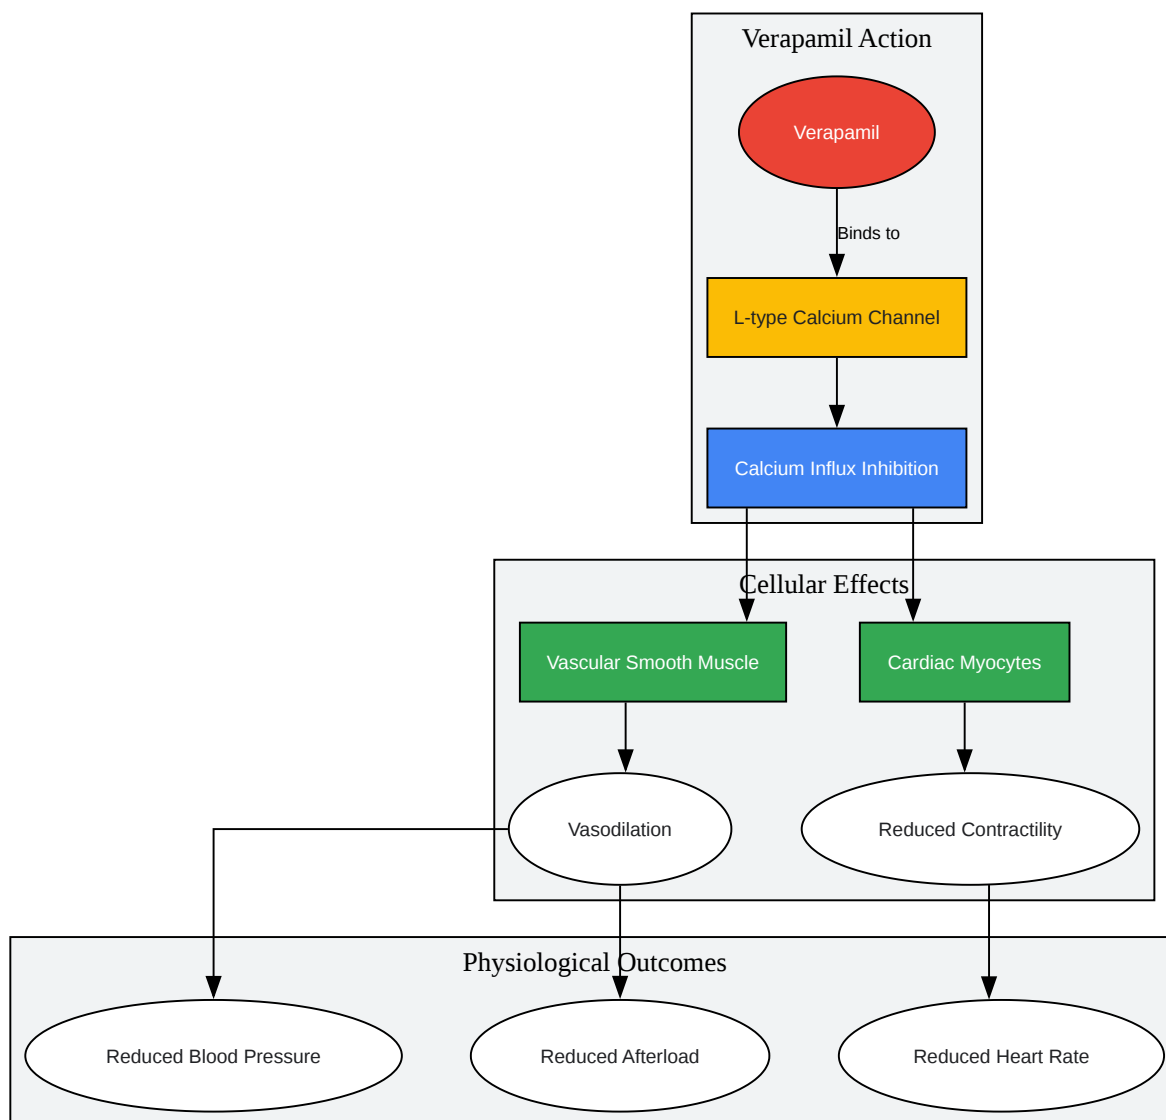 Verapamil Action
Verapamil
Binds to
L-type Calcium Channel
Calcium Influx Inhibition
Cellular Effects
Vascular Smooth Muscle
Cardiac Myocytes
Vasodilation
Reduced Contractility
Physiological Outcomes
Reduced Blood Pressure
Reduced Afterload
Reduced Heart Rate